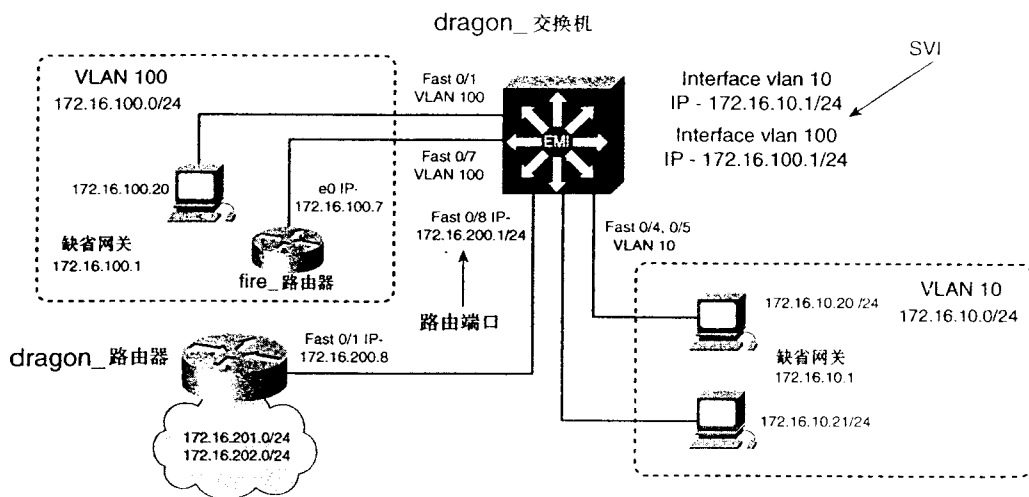 dragon_ 交换机
SVI
VLAN 100
172.16.100.0/24
Fast 0/1
VLAN 100
Interface vlan 10
IP - 172.16.10.1/24
Interface vlan 100
IP - 172.16.100.1/24
EMI
Fast 0/7
VLAN 100
172.16.100.20
e0 IP-
172.16.100.7
缺省网关
172.16.100.1
fire_路由器
Fast 0/8 IP-
172.16.200.1/24
路由端口
Fast 0/4, 0/5
VLAN 10
VLAN 10
172.16.10.0/24
172.16.10.20 /24
缺省网关
172.16.10.1
172.16.10.21/24
dragon_路由器
Fast 0/1 IP-
172.16.200.8
172.16.201.0/24
172.16.202.0/24